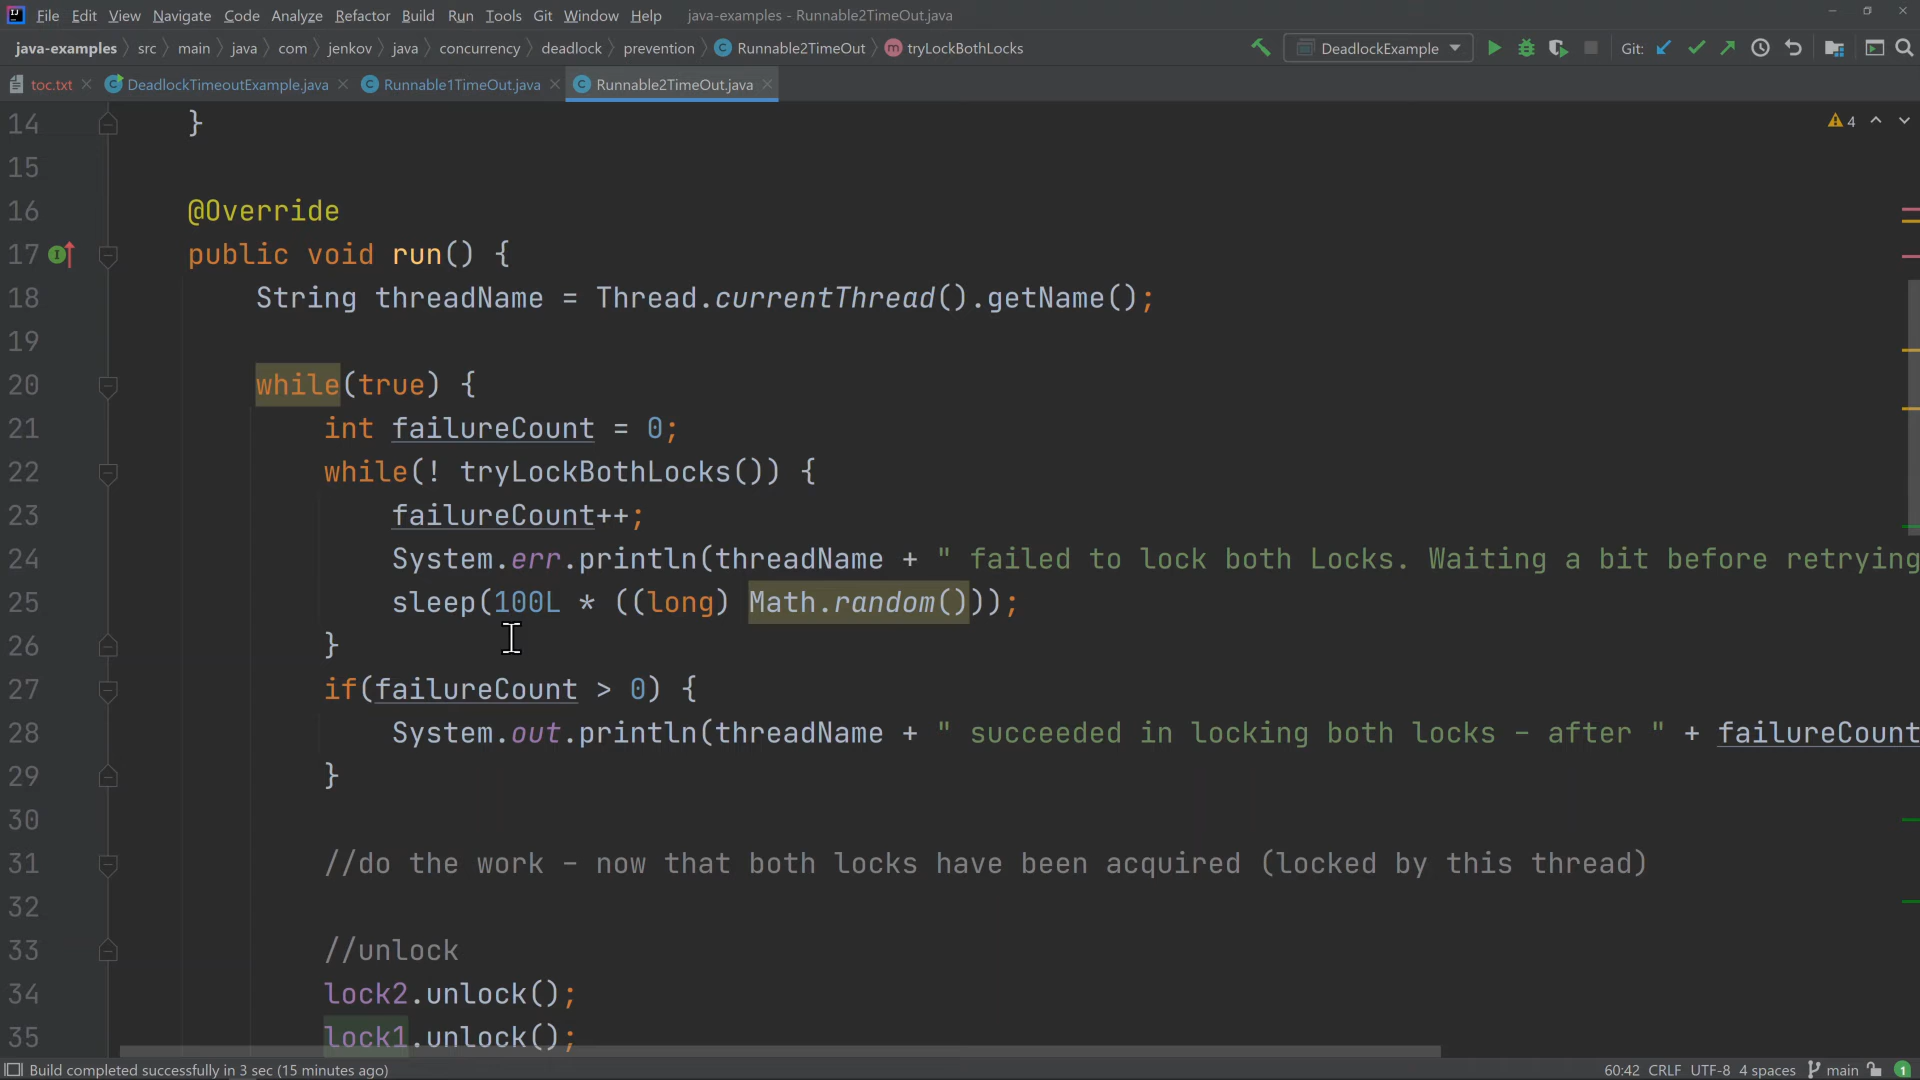 File Edit View Navigate Code Analyze Refactor Build Run Tools Git Window Help java-examples - Runnable2TimeOut.java
java-examples src main java com jenkov java concurrency deadlock prevention Runnable2TimeOut tryLockBothLocks DeadlockExample Git:
toc.txt DeadlockTimeoutExample.java Runnable1TimeOut.java Runnable2TimeOut.java
14 }
4
15
16 @Override
17 public void run() {
18 String threadName = Thread.currentThread().getName();
19
20 while(true) {
21 int failureCount = 0;
22 while(! tryLockBothLocks()) {
23 failureCount++;
24 System.err.println(threadName + " failed to lock both Locks. Waiting a bit before retrying
25 sleep(100L * ((long) Math.random()));
26 }
27 if(failureCount > 0) {
28 System.out.println(threadName + " succeeded in locking both locks - after " + failureCount
29 }
30
31 //do the work - now that both locks have been acquired (locked by this thread)
32
33 //unlock
34 lock2.unlock();
35 lock1.unlock();
Build completed successfully in 3 sec (15 minutes ago) 60:42 CRLF UTF-8 4 spaces main 1